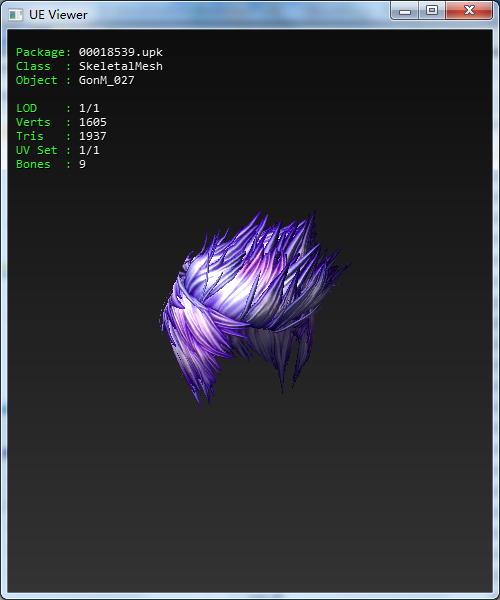 UE Viewer
Package: 00018539.upk
Class  : SkeletalMesh
Object : GonM_027
LOD    : 1/1
Verts  : 1605
Tris   : 1937
UV Set : 1/1
Bones  : 9